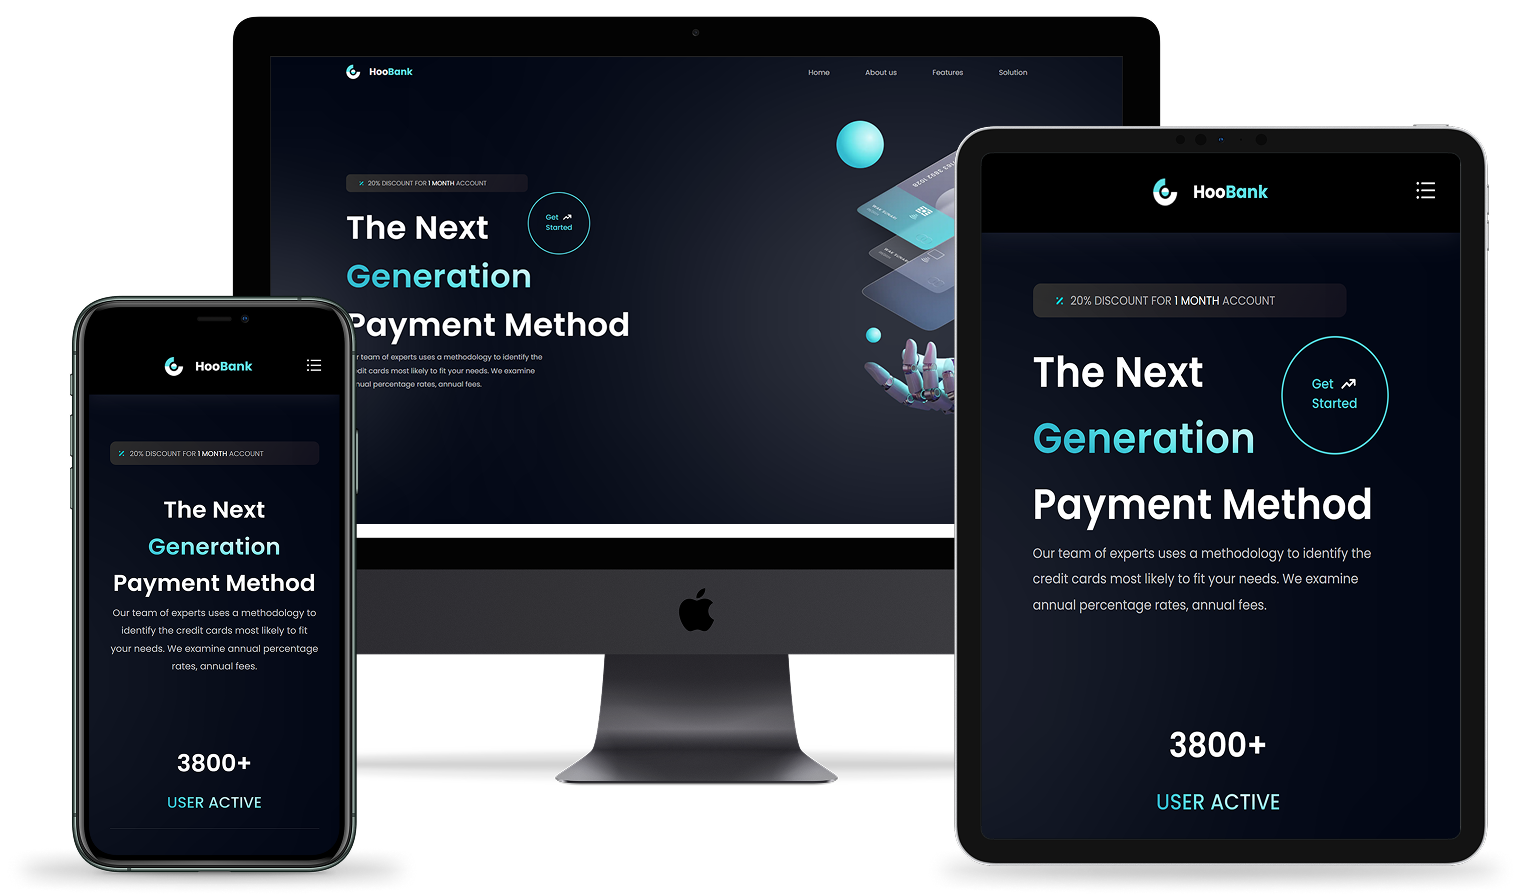 HooBank
Home
About us
Features
Solution
20% DISCOUNT FOR 1 MONTH ACCOUNT
Get
Started
The Next
Generation
Payment Method
team of experts uses a methodology to identify the
cards most likely to fit your needs. We examine
percentage rates, annual fees.
HooBank
20% DISCOUNT FOR 1 MONTH ACCOUNT
The Next
Generation
Payment Method
Our team of experts uses a methodology to
identify the credit cards most likely to fit
your needs. We examine annual percentage
rates, annual fees.
3800+
USER ACTIVE
HooBank
20% DISCOUNT FOR 1 MONTH ACCOUNT
Get
Started
The Next
Generation
Payment Method
Our team of experts uses a methodology to identify the
credit cards most likely to fit your needs. We examine
annual percentage rates, annual fees.
3800+
USER ACTIVE